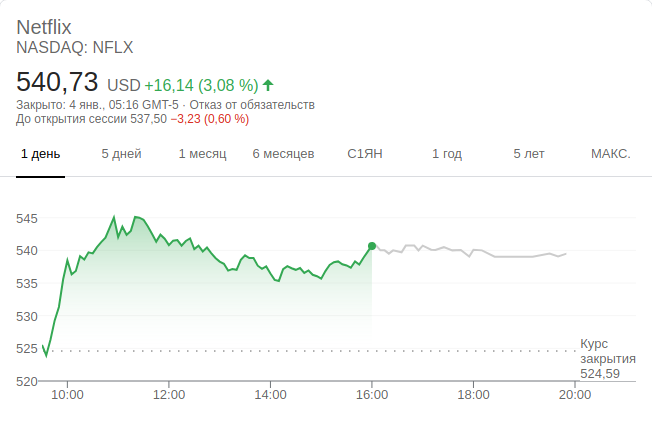 Netflix
NASDAQ: NFLX
540,73 USD +16,14 (3,08 %)
Закрыто: 4 янв., 05:16 GMT-5 · Отказ от обязательств
До открытия сессии 537,50 −3,23 (0,60 %)
1 день 5 дней 1 месяц 6 месяцев С1ЯН 1 год 5 лет МАКС.
545
540
535
530
525
520
Курс
закрытия
524,59
10:00 12:00 14:00 16:00 18:00 20:00